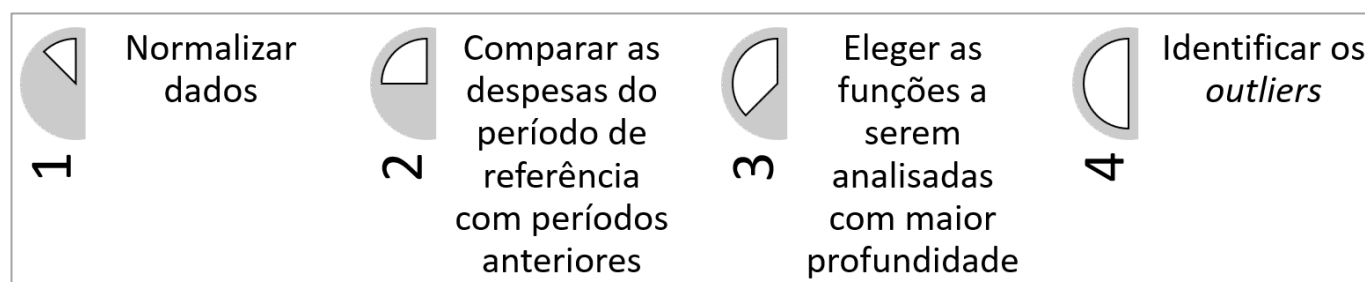 1
Normalizar
dados
2
Comparar as
despesas do
período de
referência
com períodos
anteriores
3
Eleger as
funções a
serem
analisadas
com maior
profundidade
4
Identificar os
outliers